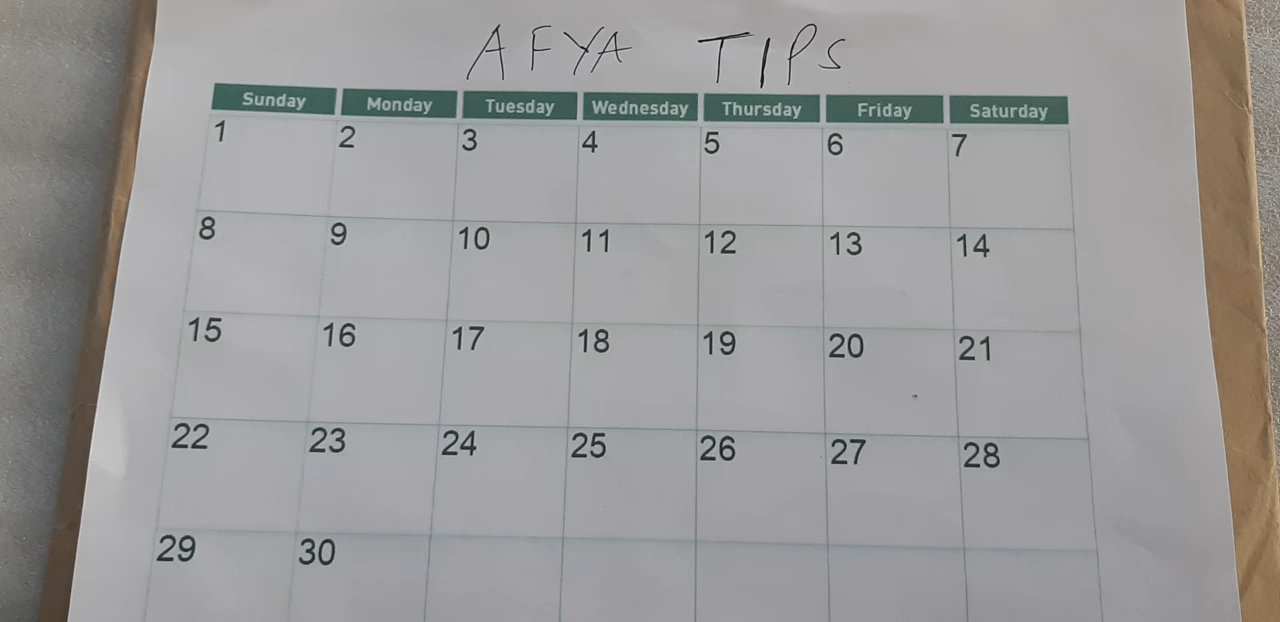 AFYA TIPS
Sunday Monday Tuesday Wednesday Thursday Friday Saturday
1 2 3 4 5 6 7
8 9 10 11 12 13 14
15 16 17 18 19 20 21
22 23 24 25 26 27 28
29 30